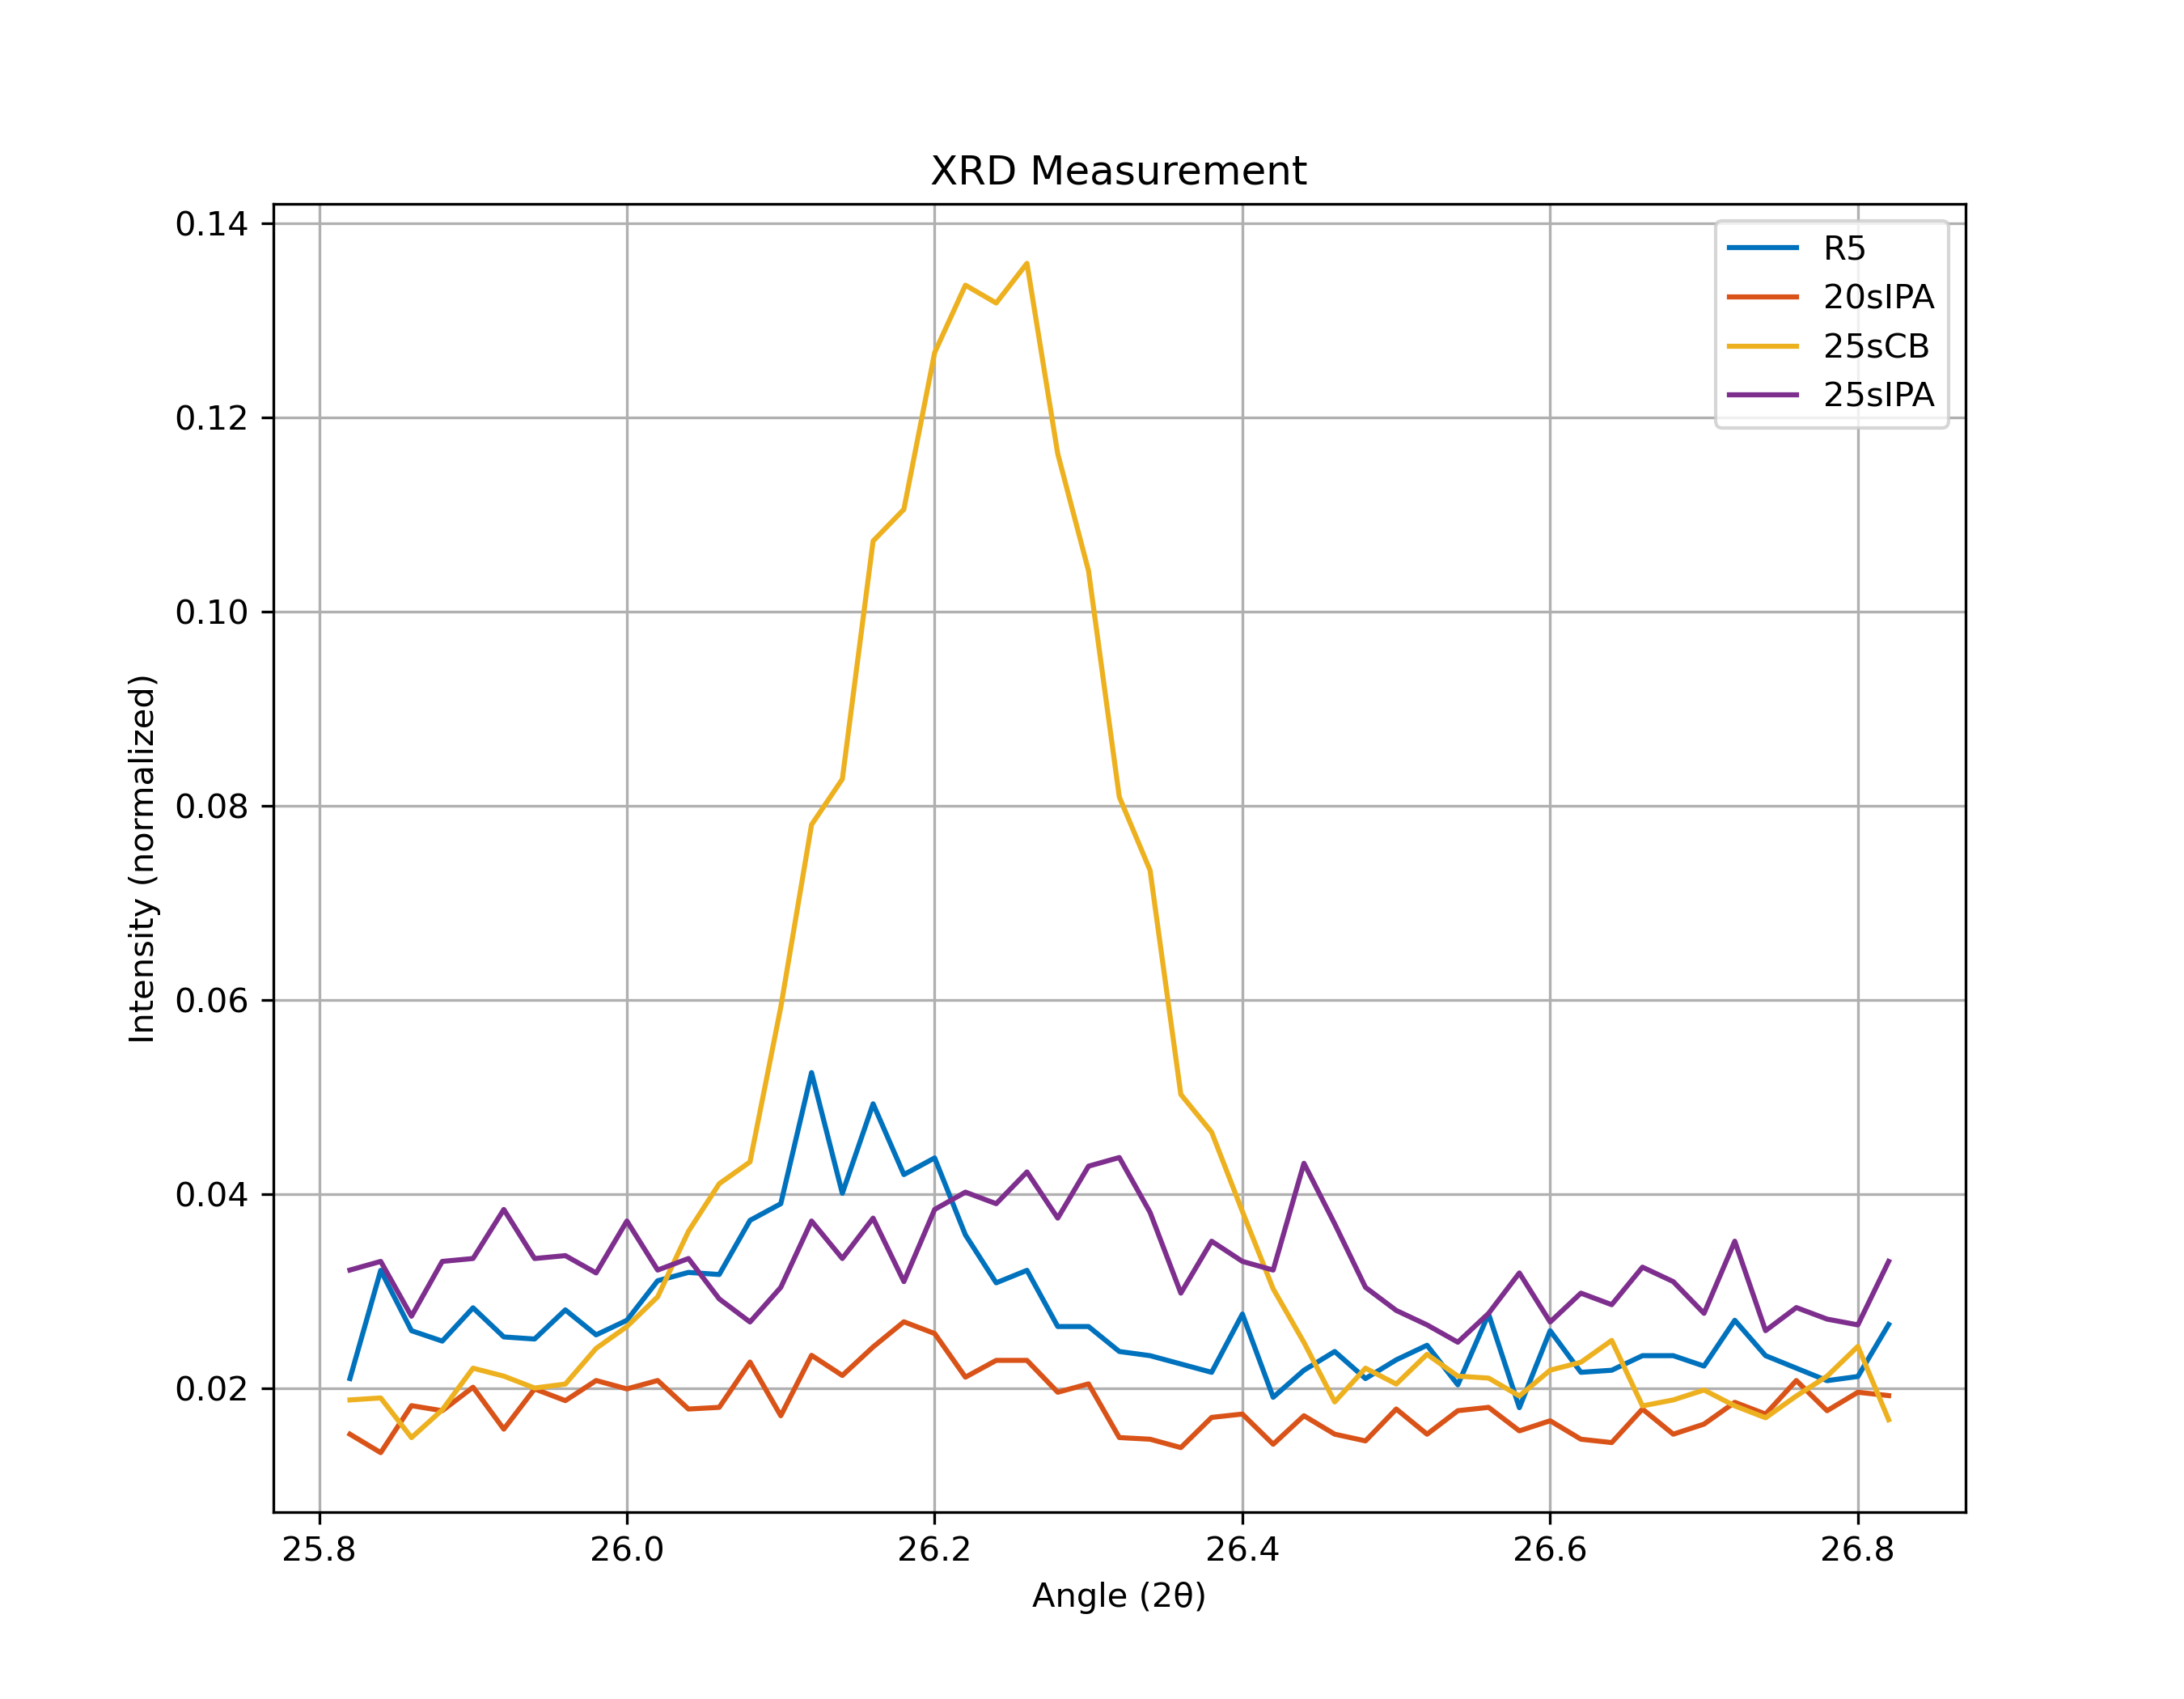 XRD Measurement
0.14
0.12
0.10
0.08
0.06
0.04
0.02
Intensity (normalized)
R5
20sIPA
25sCB
25sIPA
25.8 26.0 26.2 26.4 26.6 26.8
Angle (2θ)